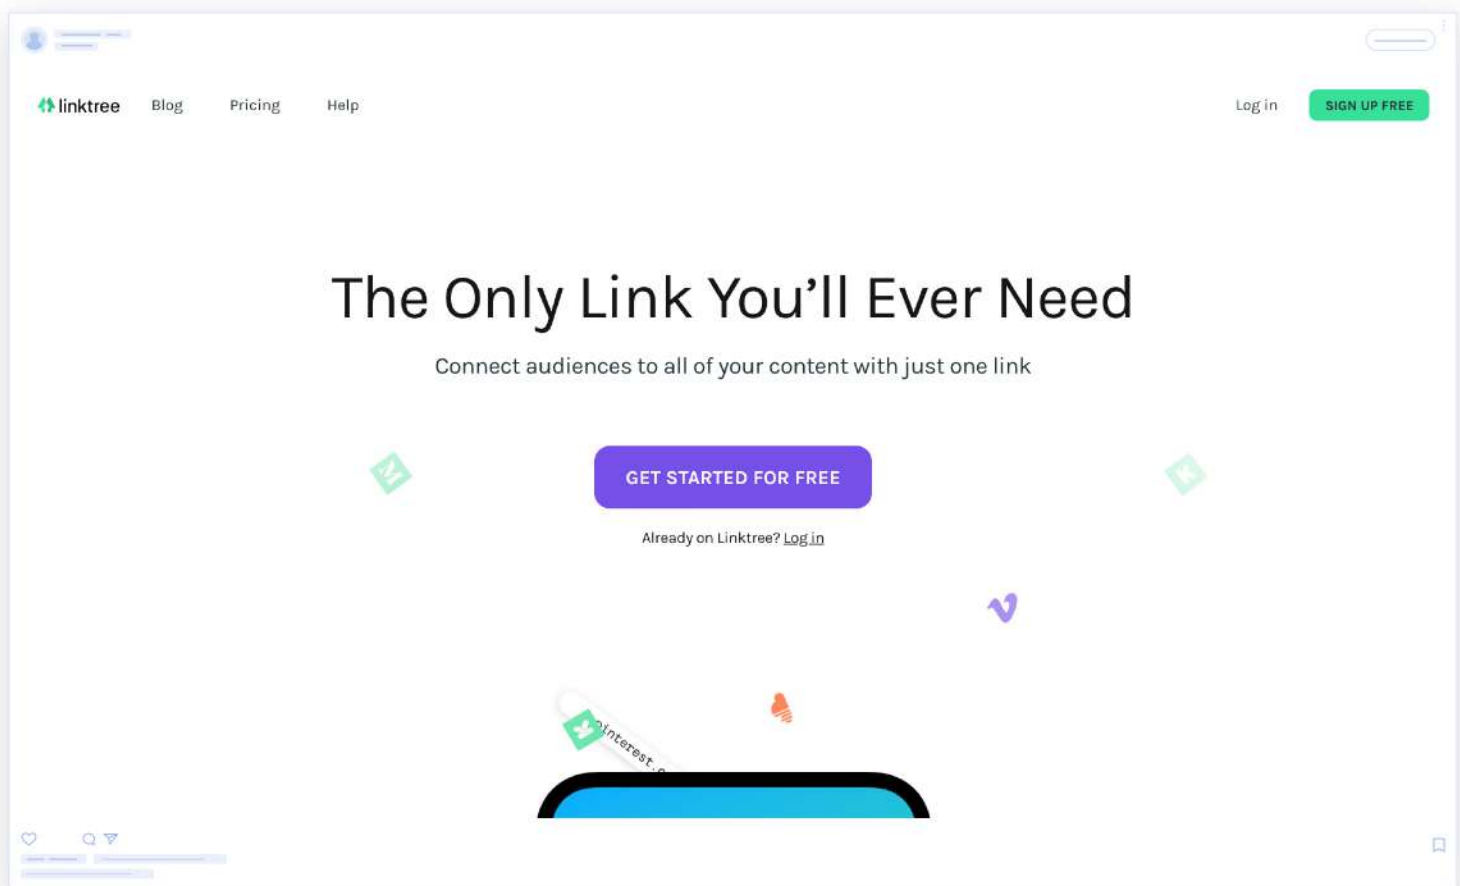 linktree Blog Pricing Help Log in SIGN UP FREE
The Only Link You’ll Ever Need
Connect audiences to all of your content with just one link
M K
GET STARTED FOR FREE
Already on Linktree? Log in
pinterest.c